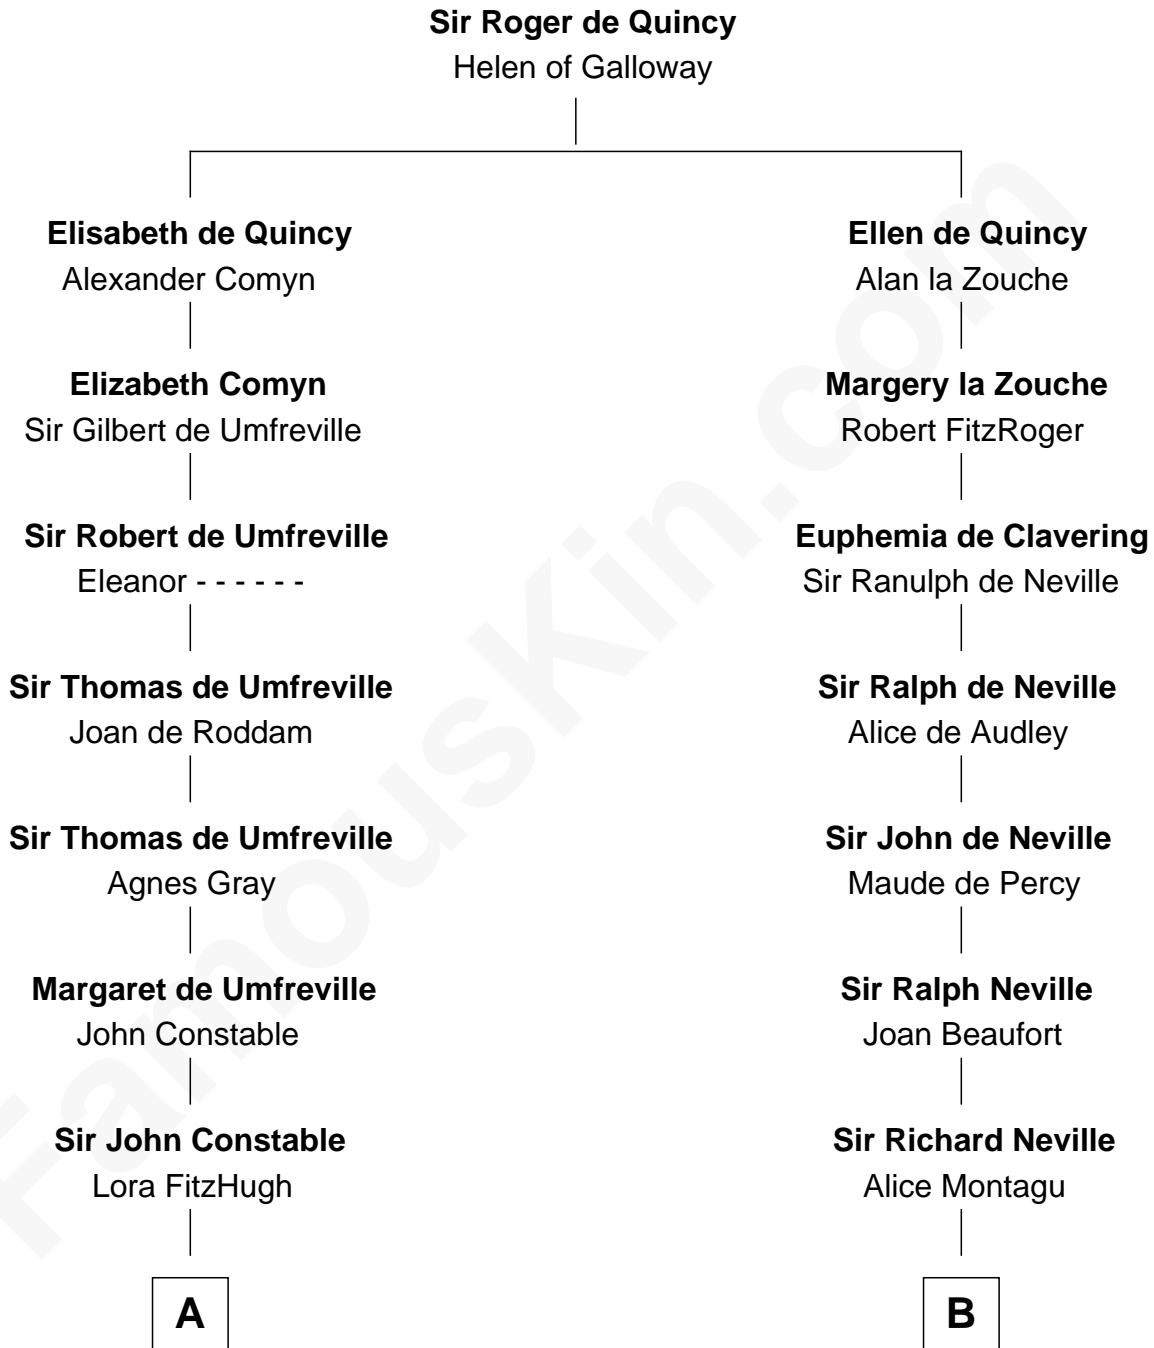 Sir Roger de Quincy
Helen of Galloway
Elisabeth de Quincy
Alexander Comyn
Ellen de Quincy
Alan la Zouche
Elizabeth Comyn
Sir Gilbert de Umfreville
Margery la Zouche
Robert FitzRoger
Sir Robert de Umfreville
Eleanor - - - - - -
Euphemia de Clavering
Sir Ranulph de Neville
Sir Thomas de Umfreville
Joan de Roddam
Sir Ralph de Neville
Alice de Audley
Sir Thomas de Umfreville
Agnes Gray
Sir John de Neville
Maude de Percy
Margaret de Umfreville
John Constable
Sir Ralph Neville
Joan Beaufort
Sir John Constable
Lora FitzHugh
Sir Richard Neville
Alice Montagu
A
B
FamousKin.com